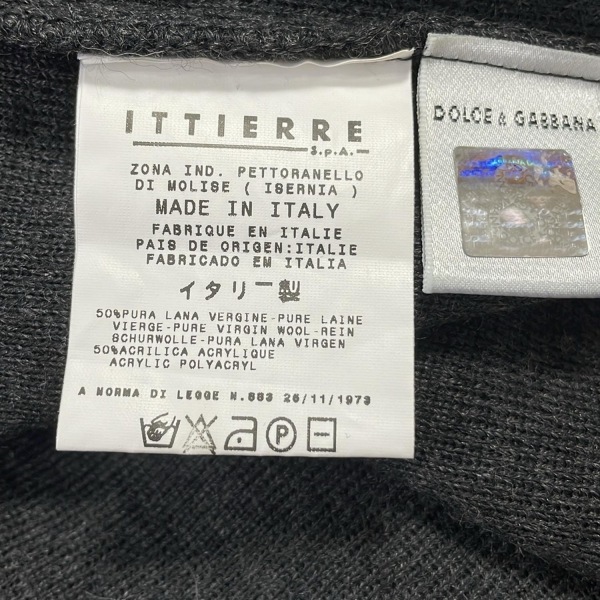 ITTIERRE
S.p.A.
ZONA IND. PETTORANELLO
DI MOLISE ( ISERNIA )
MADE IN ITALY
FABRIQUE EN ITALIE
PAIS DE ORIGEN:ITALIE
FABRICADO EM ITALIA
イタリー製
50%PURA LANA VERGINE-PURE LAINE
VIERGE-PURE VIRGIN WOOL-REIN
SCHURWOLLE-PURA LANA VIRGEN
50%ACRILICA ACRYLIQUE
ACRYLIC POLYACRYL
A NORMA DI LEGGE N.883 26/11/1973
P
DOLCE & GABBANA